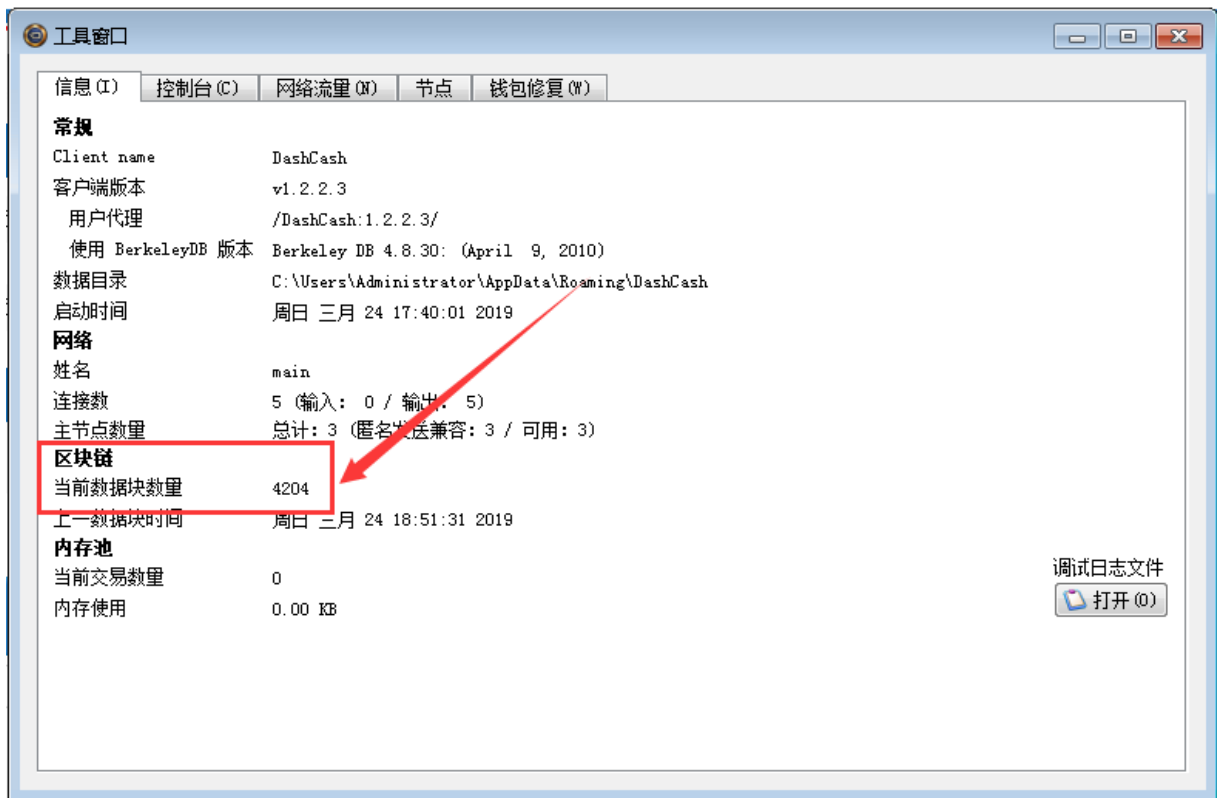 工具窗口
信息(I) 控制台(C) 网络流量(N) 节点 钱包修复(W)
常规
Client name DashCash
客户端版本 v1.2.2.3
用户代理 /DashCash:1.2.2.3/
使用 BerkeleyDB 版本 Berkeley DB 4.8.30: (April 9, 2010)
数据目录 C:\Users\Administrator\AppData\Roaming\DashCash
启动时间 周日 三月 24 17:40:01 2019
网络
姓名 main
连接数 5 (输入: 0 / 输出: 5)
主节点数量 总计: 3 (匿名发送兼容: 3 / 可用: 3)
区块链
当前数据块数量 4204
上一数据块时间 周日 三月 24 18:51:31 2019
内存池
当前交易数量 0
内存使用 0.00 KB
调试日志文件
打开(O)